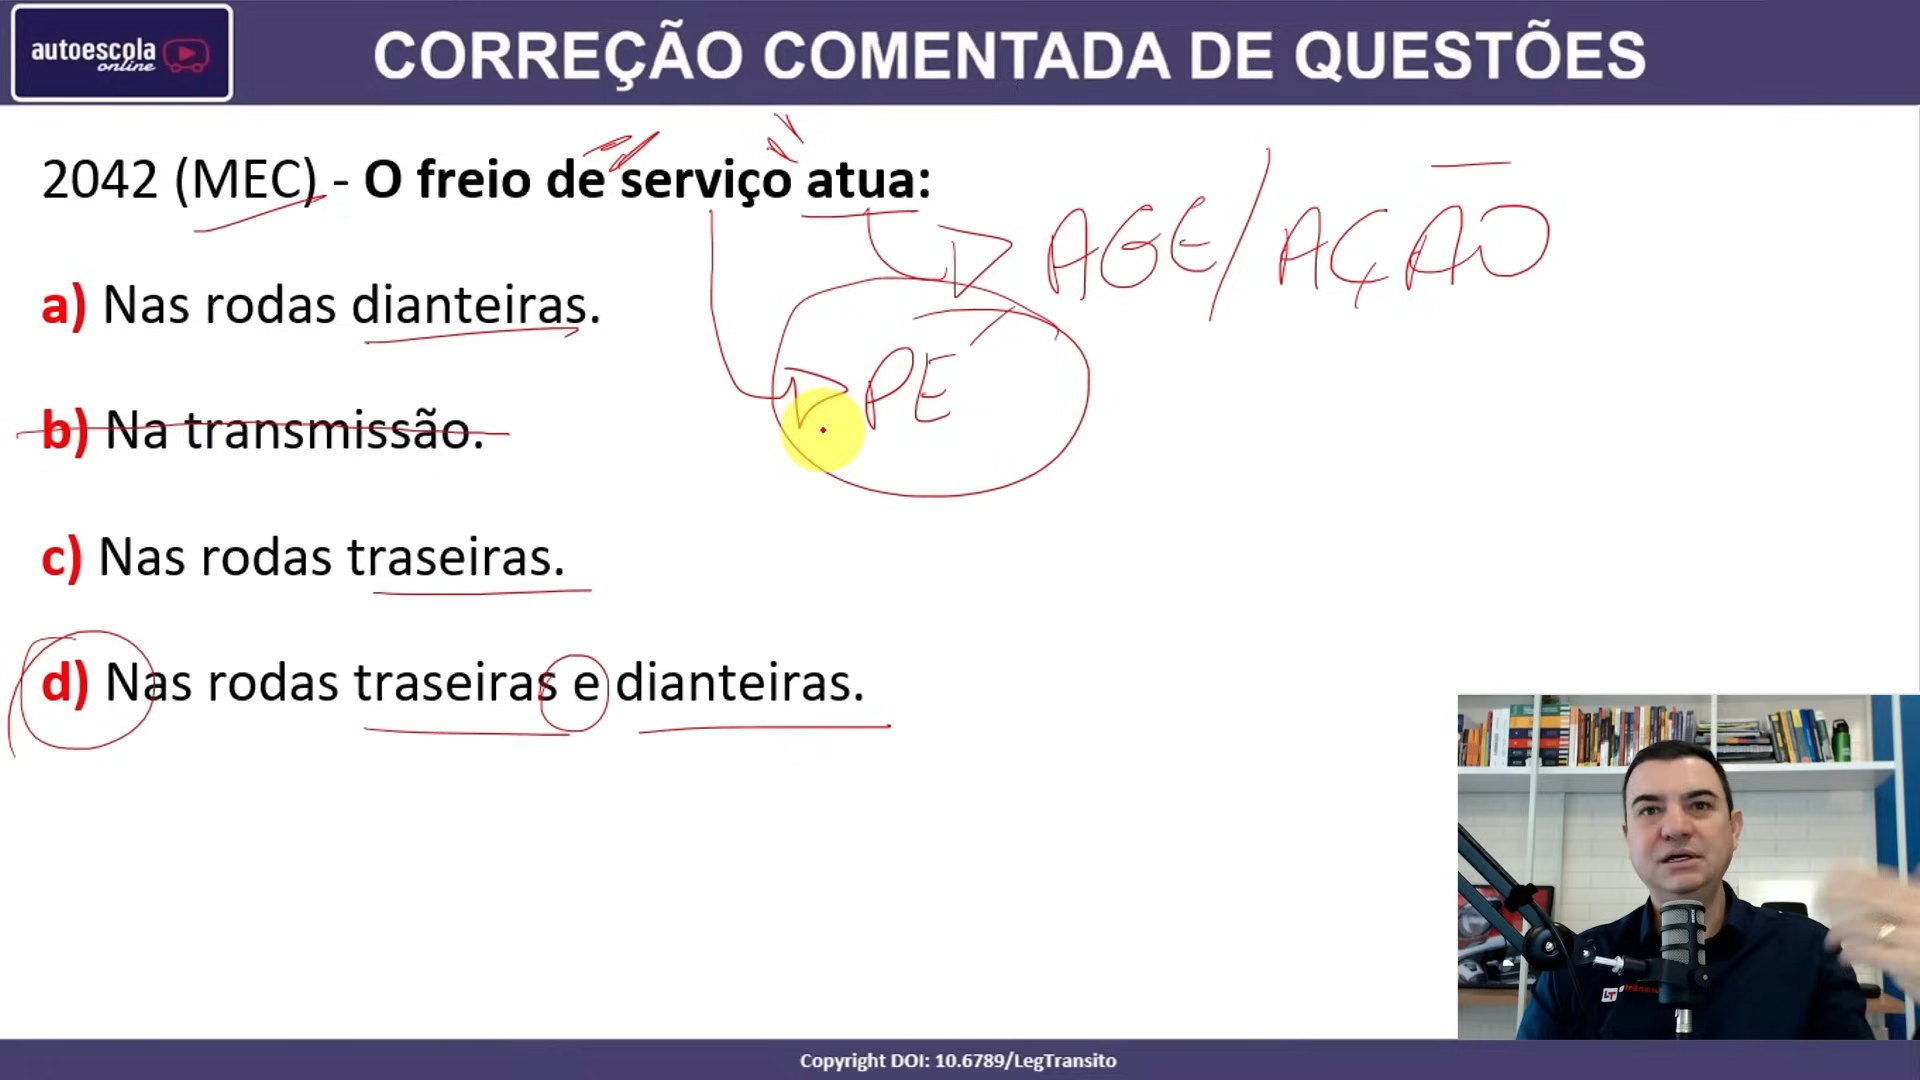 autoescola
online
CORREÇÃO COMENTADA DE QUESTÕES
2042 (MEC) - O freio de serviço atua:
AGE/AÇÃO
a) Nas rodas dianteiras.
PE
b) Na transmissão.
c) Nas rodas traseiras.
d) Nas rodas traseiras e dianteiras.
LT
Copyright DOI: 10.6789/LegTransito